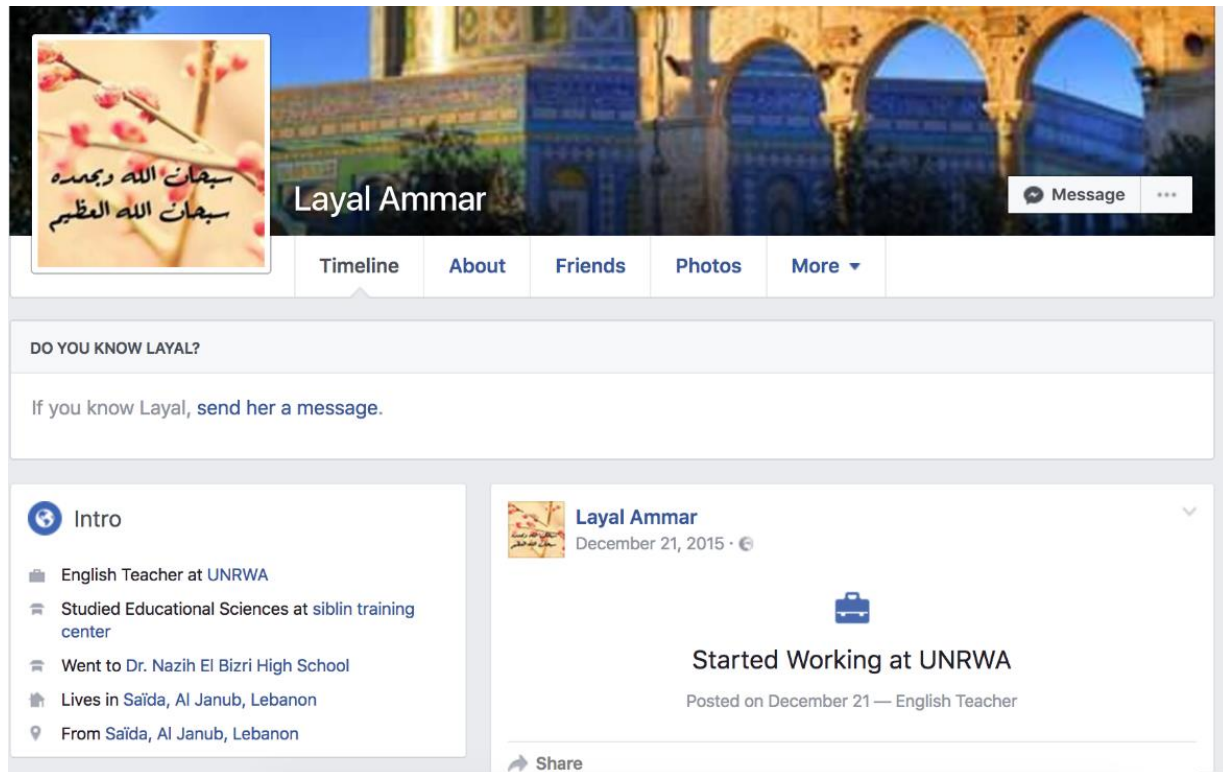 سبحان الله وبحمده
سبحان الله العظيم
Layal Ammar
Message
Timeline
About
Friends
Photos
More
DO YOU KNOW LAYAL?
If you know Layal, send her a message.
Intro
English Teacher at UNRWA
Studied Educational Sciences at siblin training
center
Went to Dr. Nazih El Bizri High School
Lives in Saïda, Al Janub, Lebanon
From Saïda, Al Janub, Lebanon
Layal Ammar
December 21, 2015 ·
Started Working at UNRWA
Posted on December 21 — English Teacher
Share